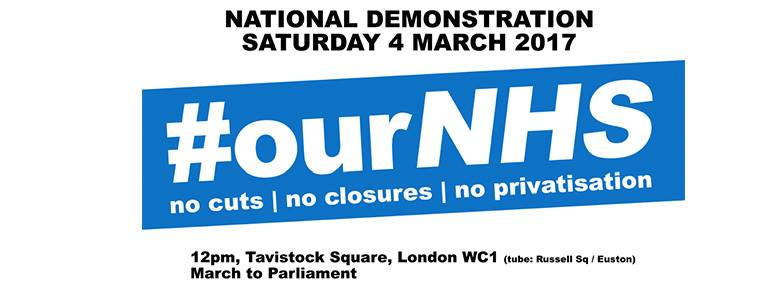 NATIONAL DEMONSTRATION
SATURDAY 4 MARCH 2017
#ourNHS
no cuts | no closures | no privatisation
12pm, Tavistock Square, London WC1 (tube: Russell Sq / Euston)
March to Parliament